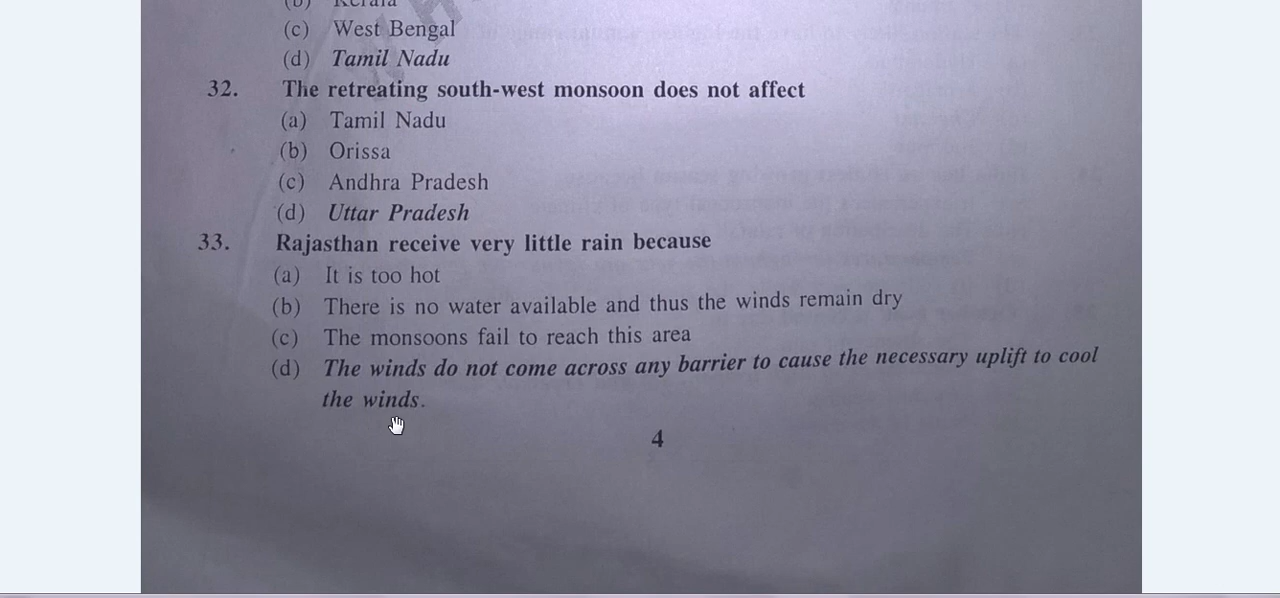 (b) Kerala
(c) West Bengal
(d) Tamil Nadu
32. The retreating south-west monsoon does not affect
(a) Tamil Nadu
(b) Orissa
(c) Andhra Pradesh
(d) Uttar Pradesh
33. Rajasthan receive very little rain because
(a) It is too hot
(b) There is no water available and thus the winds remain dry
(c) The monsoons fail to reach this area
(d) The winds do not come across any barrier to cause the necessary uplift to cool
the winds.
4